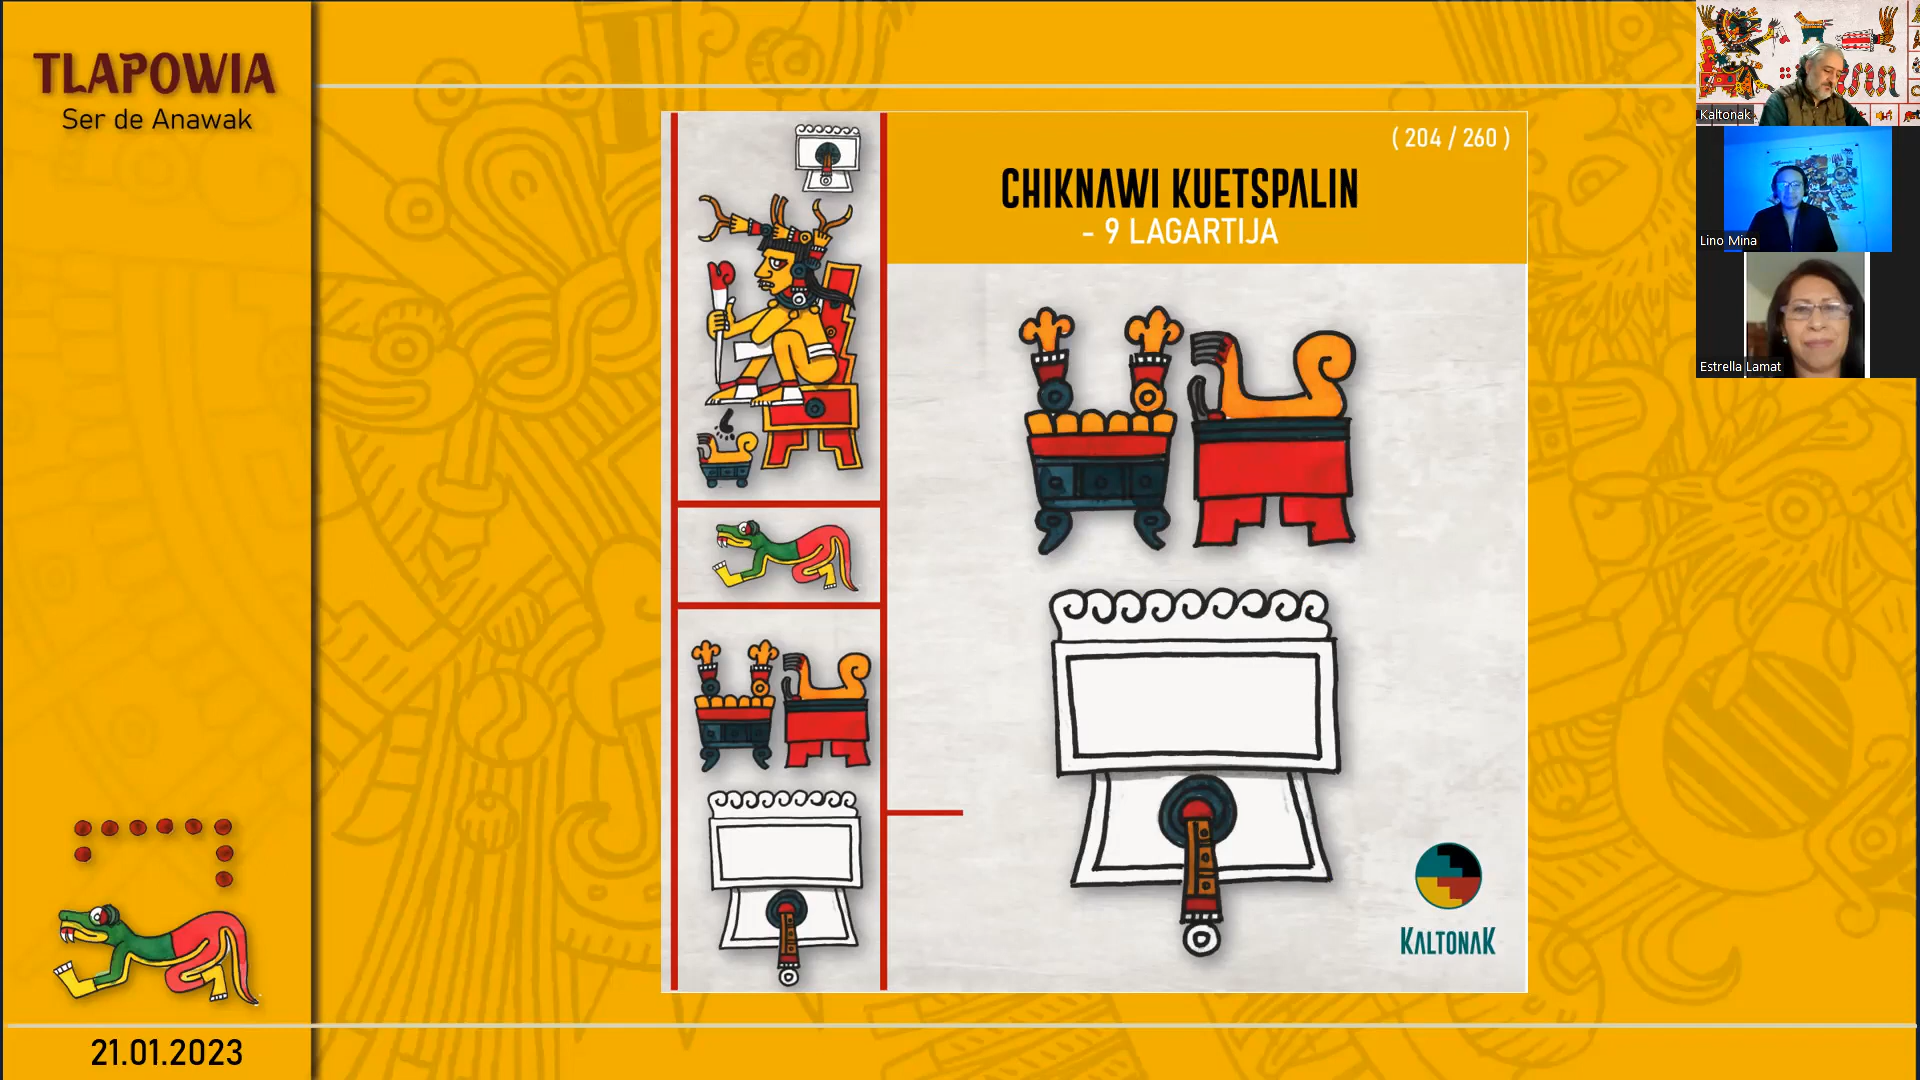 TLAPOWIA
Ser de Anawak
21.01.2023
( 204 / 260 )
CHIKNAWI KUETSPALIN
- 9 LAGARTIJA
KALTONAK
Kaltonak
Lino Mina
Estrella Lamat